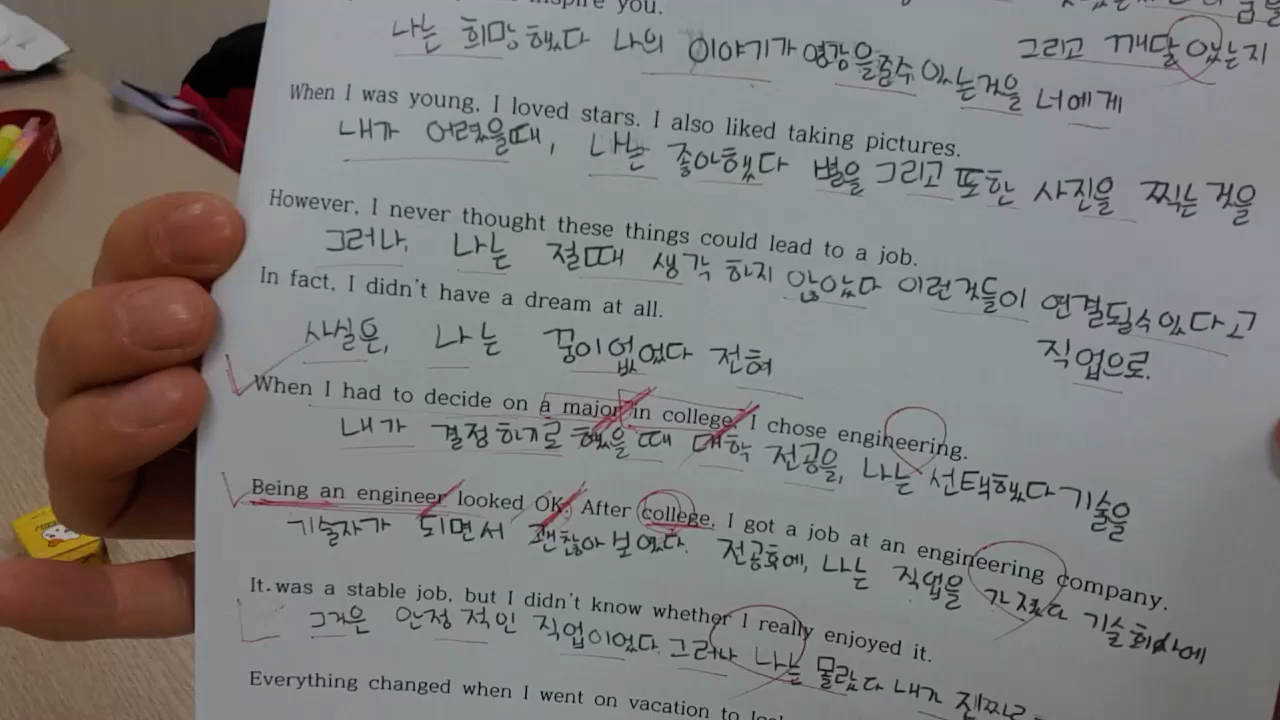 inspire you.
나는 희망했다 나의 이야기가 영감을줄수 있는것을 너에게
그리고 깨달았는지
When I was young, I loved stars. I also liked taking pictures.
내가 어렸을때, 나는 좋아했다 별을 그리고 또한 사진을 찍는 것을
However, I never thought these things could lead to a job.
그러나, 나는 절때 생각 하지 않았다 이런것들이 연결될수있다고
직업으로.
In fact, I didn't have a dream at all.
사실은, 나는 꿈이없었다 전혀
When I had to decide on a major in college, I chose engineering.
내가 결정하기로 했을 때 대학 전공을, 나는 선택했다 기술을
Being an engineer looked OK. After college, I got a job at an engineering company.
기술자가 되면서 괜찮아 보였다. 전공후에, 나는 직업을 가졌다 기술회사에
It was a stable job, but I didn't know whether I really enjoyed it.
그것은 안정 적인 직업이었다. 그러나 나는 몰랐다 내가 진짜로
Everything changed when I went on vacation to